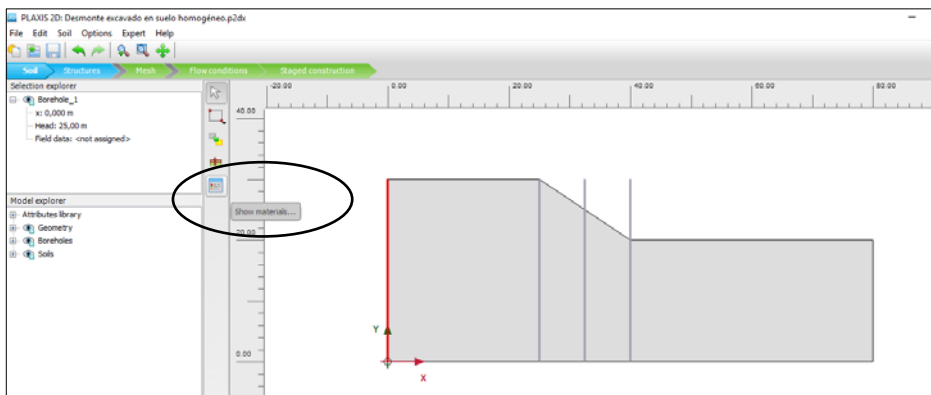 PLAXIS 2D: Desmonte excavado en suelo homogéneo.p2dx
File Edit Soil Options Expert Help
Soil Structures Mesh Flow conditions Staged construction
Selection explorer
Borehole_1
x: 0,000 m
Head: 25,00 m
Field data: <not assigned>
Model explorer
Attributes library
Geometry
Boreholes
Soils
Show materials...
-20.00 0.00 20.00 40.00 60.00 80.00
40.00
20.00
0.00
Y
X